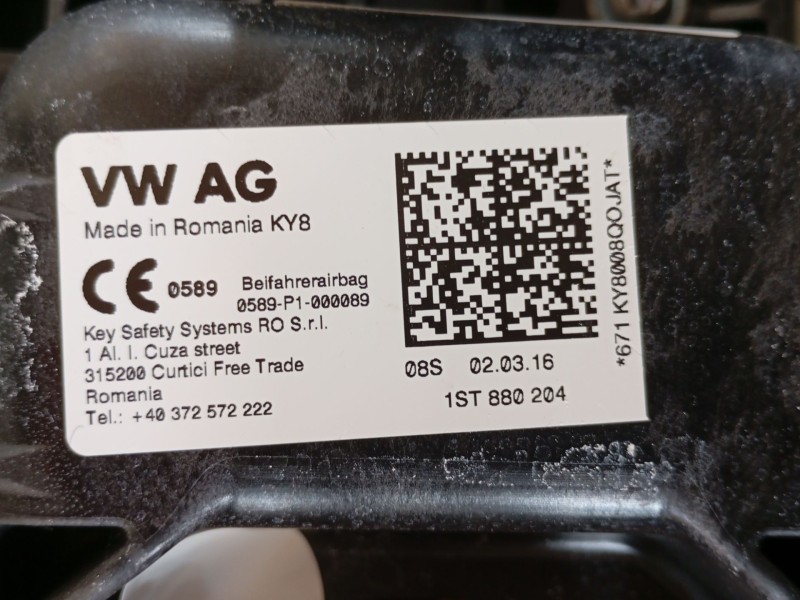 VW AG
Made in Romania KY8
CE 0589 Beifahrerairbag
0589-P1-000089
Key Safety Systems RO S.r.l.
1 Al. I. Cuza street
315200 Curtici Free Trade
Romania
Tel.: +40 372 572 222
08S 02.03.16
1ST 880 204
*671 KY8008QOJAT*